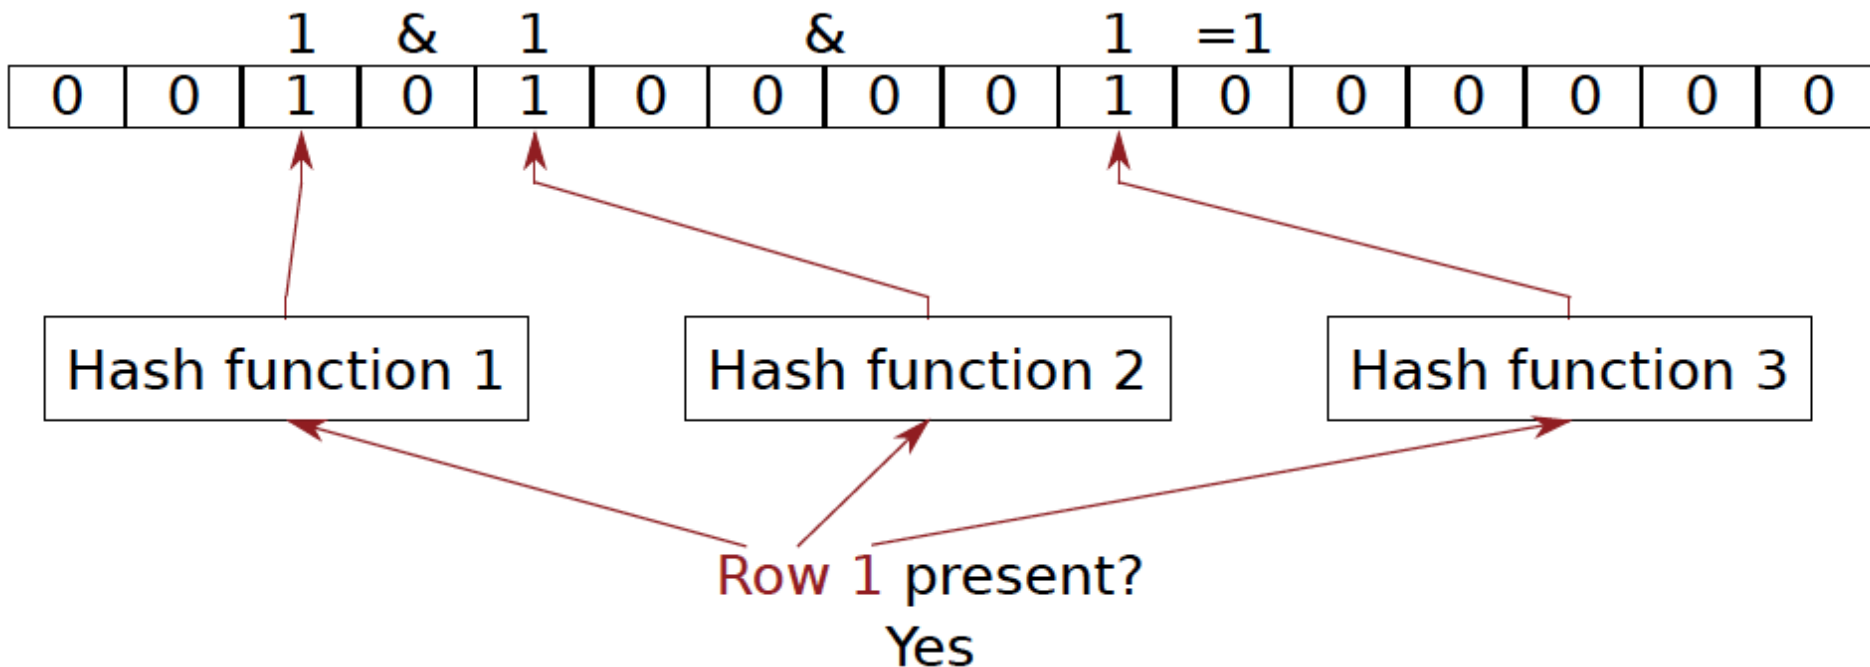 1 & 1 & 1 =1
0 0 1 0 1 0 0 0 0 1 0 0 0 0 0 0
Hash function 1 Hash function 2 Hash function 3
Row 1 present?
Yes